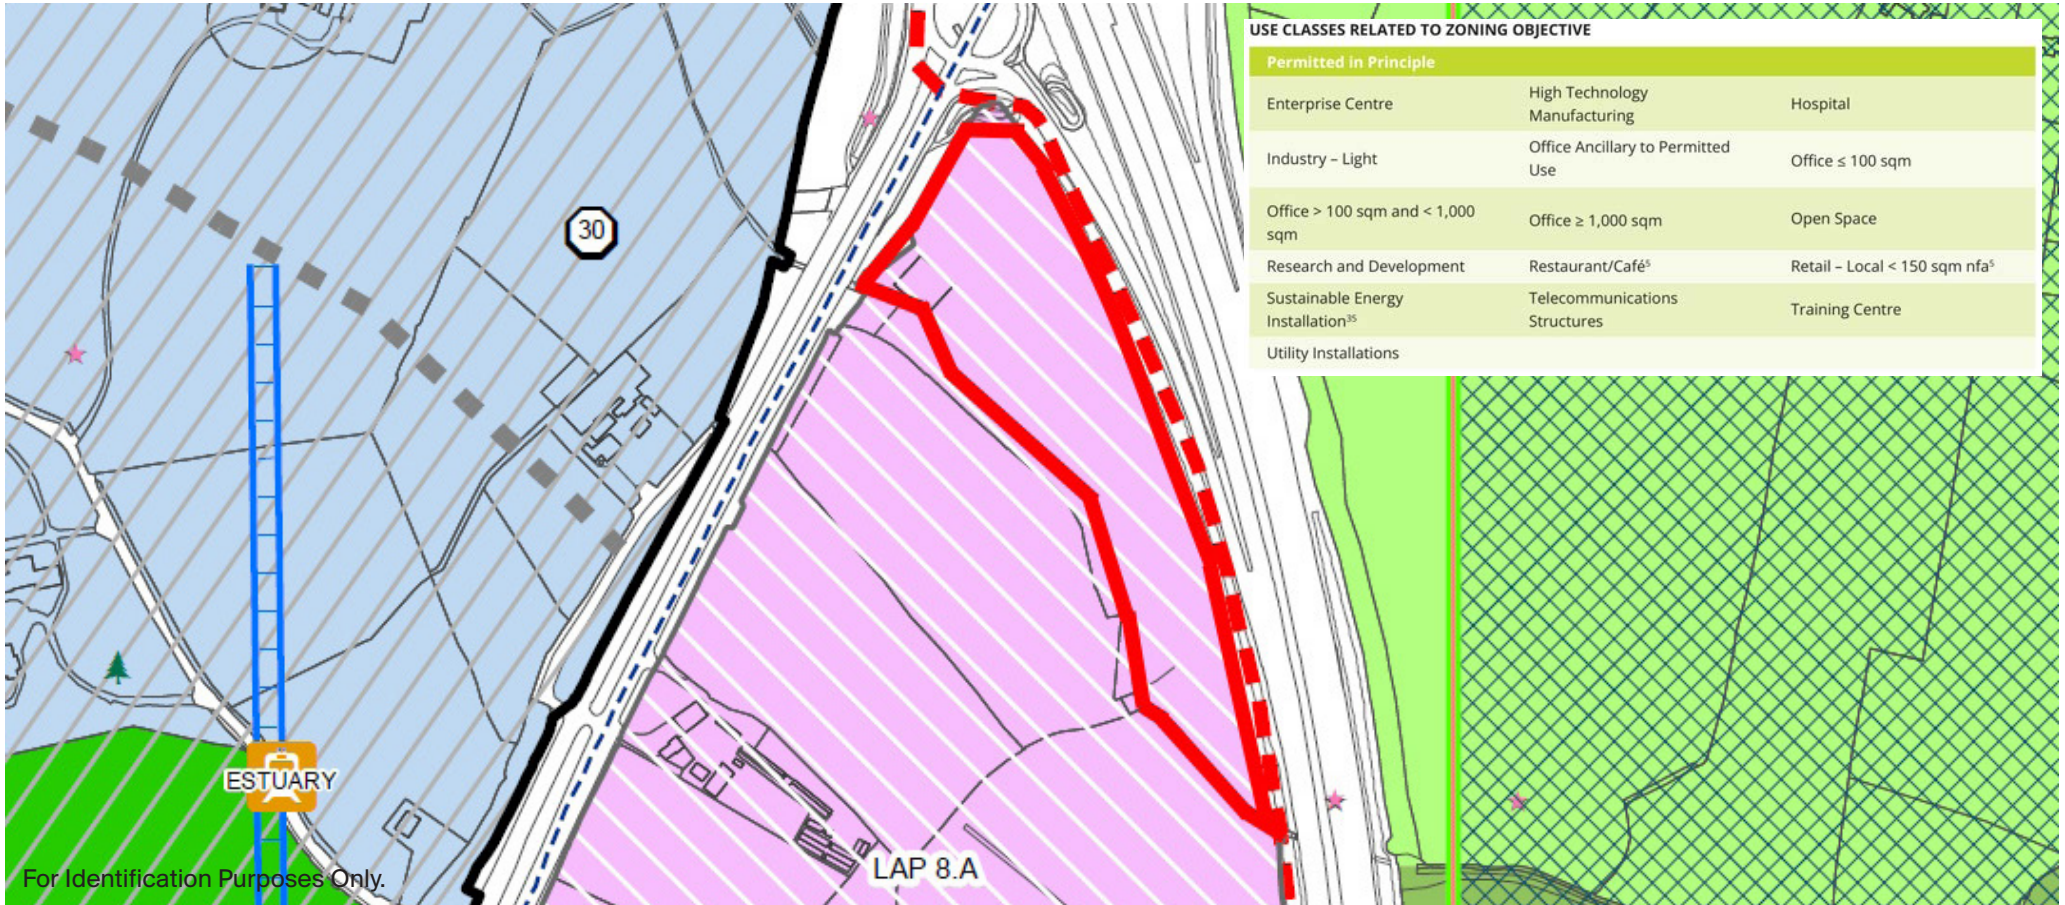 USE CLASSES RELATED TO ZONING OBJECTIVE
Permitted in Principle
Enterprise Centre
High Technology
Manufacturing
Hospital
Industry – Light
Office Ancillary to Permitted
Use
Office ≤ 100 sqm
Office > 100 sqm and < 1,000
sqm
Office ≥ 1,000 sqm
Open Space
Research and Development
Restaurant/Café⁵
Retail – Local < 150 sqm nfa⁵
Sustainable Energy
Installation³⁵
Telecommunications
Structures
Training Centre
Utility Installations
30
ESTUARY
LAP 8.A
For Identification Purposes Only.